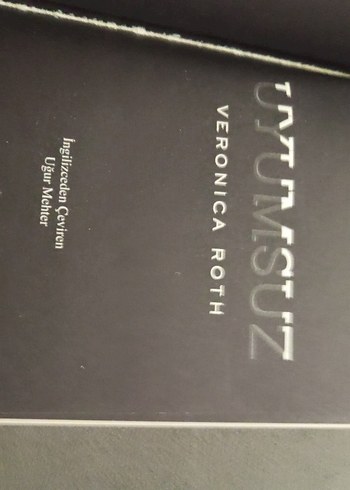 UYUMSUZ
VERONICA ROTH
İngilizceden Çeviren
Uğur Mehter